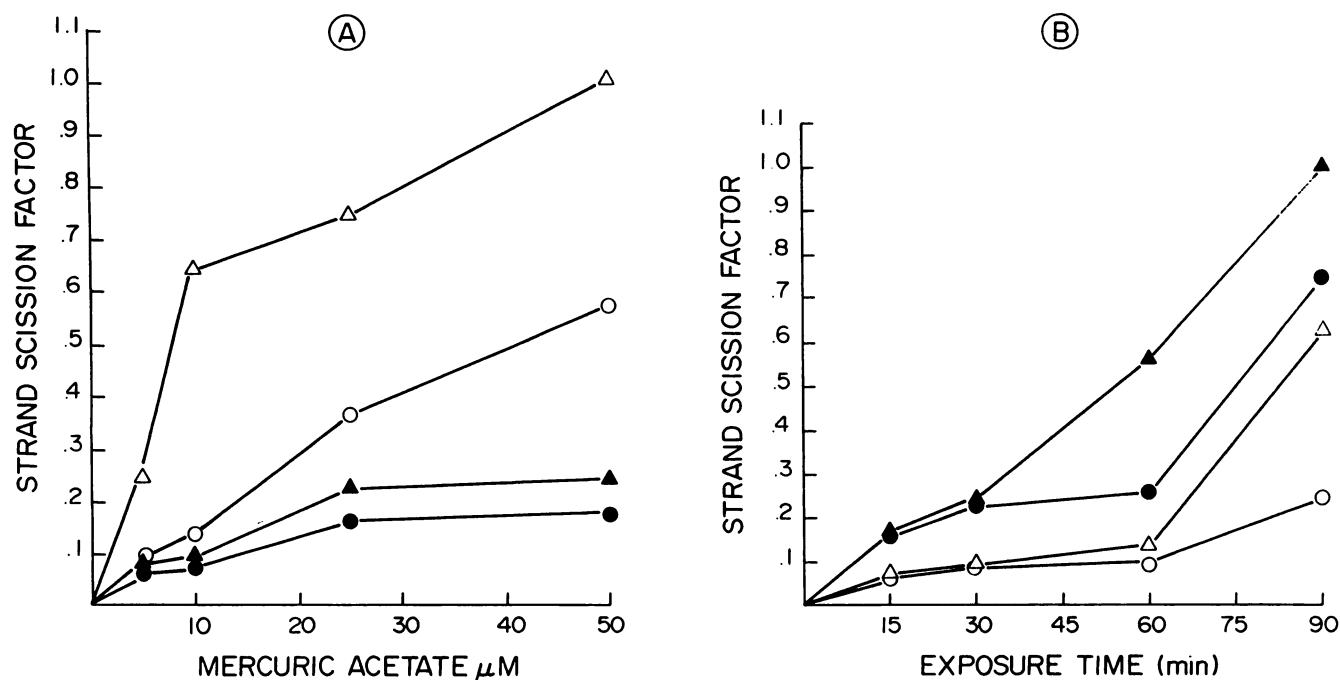 A
1.1
1.0
.9
.8
.7
.6
.5
.4
.3
.2
.1
STRAND SCISSION FACTOR
10 20 30 40 50
MERCURIC ACETATE μM
B
1.1
1.0
.9
.8
.7
.6
.5
.4
.3
.2
.1
STRAND SCISSION FACTOR
15 30 45 60 75 90
EXPOSURE TIME (min)